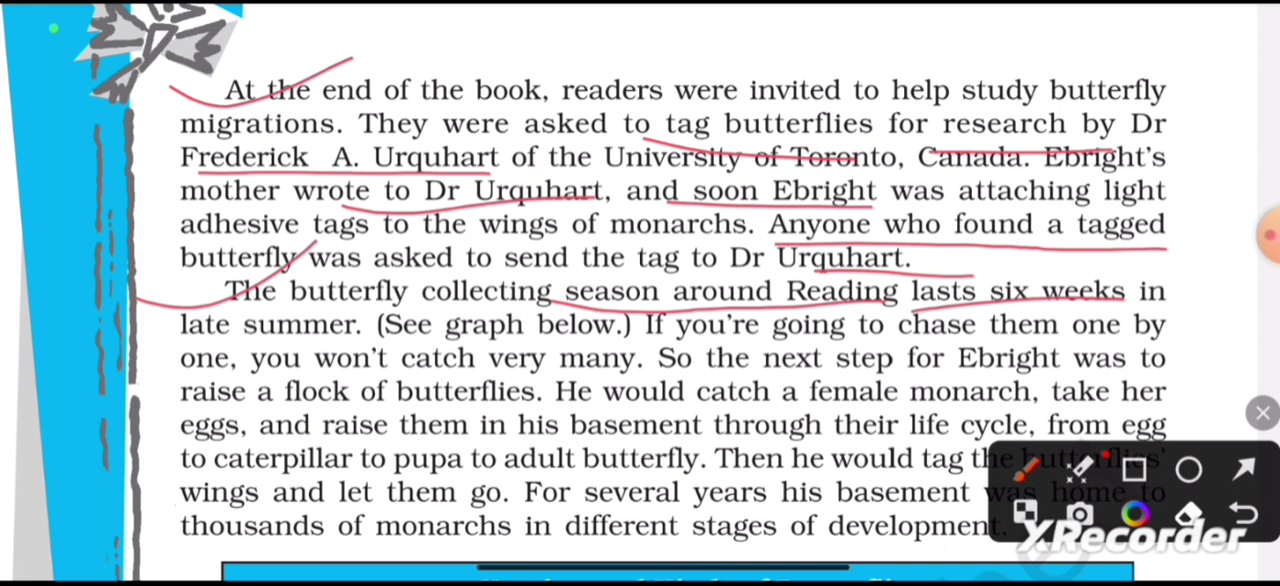 At the end of the book, readers were invited to help study butterfly
migrations. They were asked to tag butterflies for research by Dr
Frederick A. Urquhart of the University of Toronto, Canada. Ebright's
mother wrote to Dr Urquhart, and soon Ebright was attaching light
adhesive tags to the wings of monarchs. Anyone who found a tagged
butterfly was asked to send the tag to Dr Urquhart.
The butterfly collecting season around Reading lasts six weeks in
late summer. (See graph below.) If you're going to chase them one by
one, you won't catch very many. So the next step for Ebright was to
raise a flock of butterflies. He would catch a female monarch, take her
eggs, and raise them in his basement through their life cycle, from egg
to caterpillar to pupa to adult butterfly. Then he would tag the butterflies'
wings and let them go. For several years his basement was home to
thousands of monarchs in different stages of development.
XRecorder